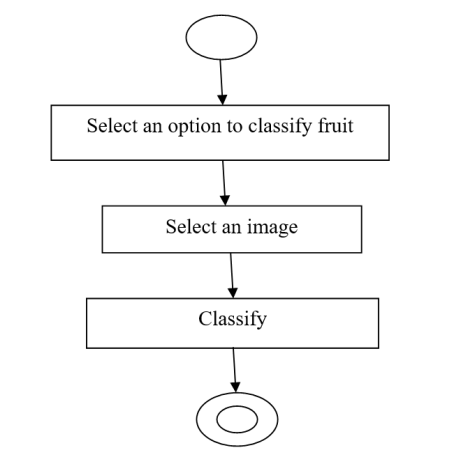 Select an option to classify fruit
Select an image
Classify